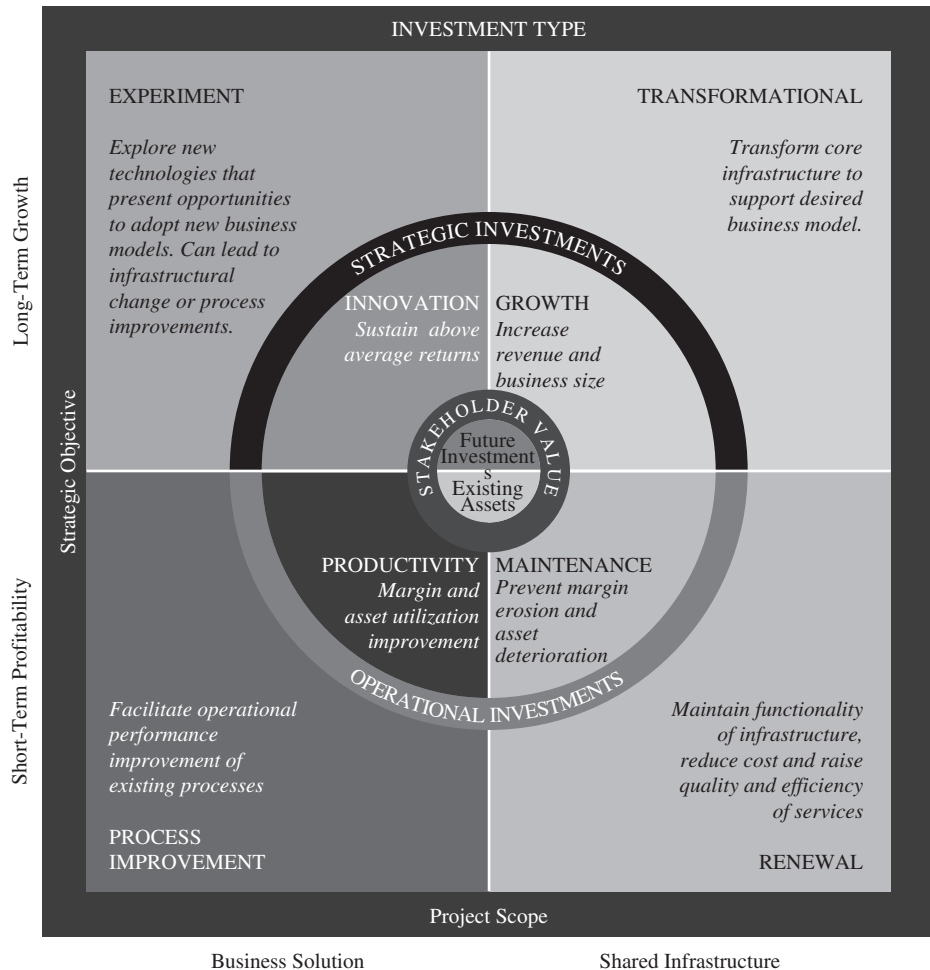 INVESTMENT TYPE
EXPERIMENT
Explore new
technologies that
present opportunities
to adopt new business
models. Can lead to
infrastructural
change or process
improvements.
TRANSFORMATIONAL
Transform core
infrastructure to
support desired
business model.
Long-Term Growth
Strategic Objective
Short-Term Profitability
STRATEGIC INVESTMENTS
INNOVATION
Sustain above
average returns
GROWTH
Increase
revenue and
business size
STAKEHOLDER VALUE
Future
Investment
s
Existing
Assets
PRODUCTIVITY
Margin and
asset utilization
improvement
MAINTENANCE
Prevent margin
erosion and
asset
deterioration
OPERATIONAL INVESTMENTS
Facilitate operational
performance
improvement of
existing processes
PROCESS
IMPROVEMENT
Maintain functionality
of infrastructure,
reduce cost and raise
quality and efficiency
of services
RENEWAL
Project Scope
Business Solution
Shared Infrastructure